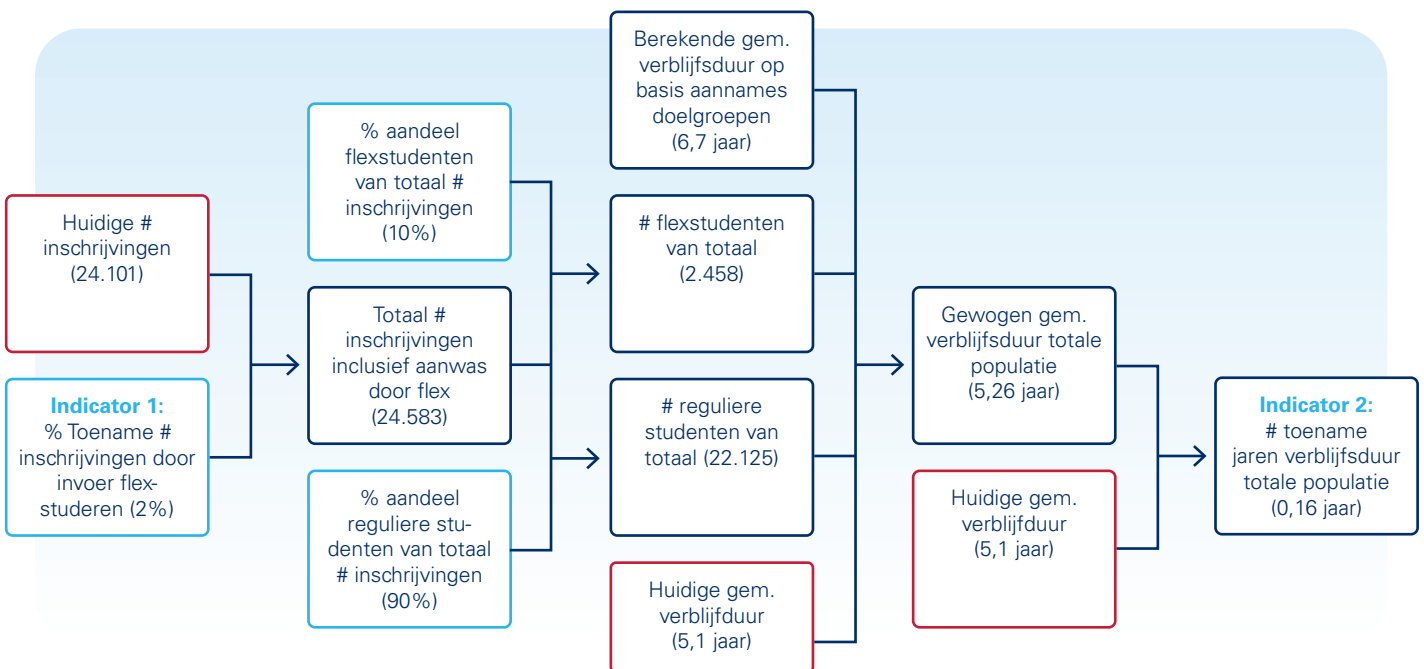 Huidige #
inschrijvingen
(24.101)
Indicator 1:
% Toename #
inschrijvingen door
invoer flex-
studeren (2%)
% aandeel
flexstudenten
van totaal #
inschrijvingen
(10%)
Totaal #
inschrijvingen
inclusief aanwas
door flex
(24.583)
% aandeel
reguliere stu-
denten van totaal
# inschrijvingen
(90%)
Berekende gem.
verblijfsduur op
basis aannames
doelgroepen
(6,7 jaar)
# flexstudenten
van totaal
(2.458)
# reguliere
studenten van
totaal (22.125)
Huidige gem.
verblijfduur
(5,1 jaar)
Gewogen gem.
verblijfsduur totale
populatie
(5,26 jaar)
Huidige gem.
verblijfduur
(5,1 jaar)
Indicator 2:
# toename
jaren verblijfsduur
totale populatie
(0,16 jaar)